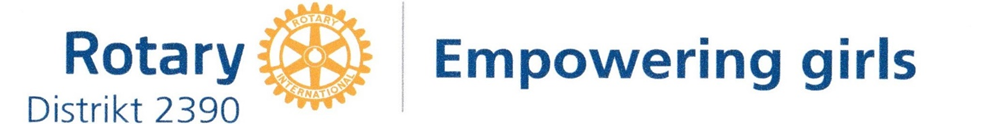 Rotary
Distrikt 2390
ROTARY
INTERNATIONAL
Empowering girls